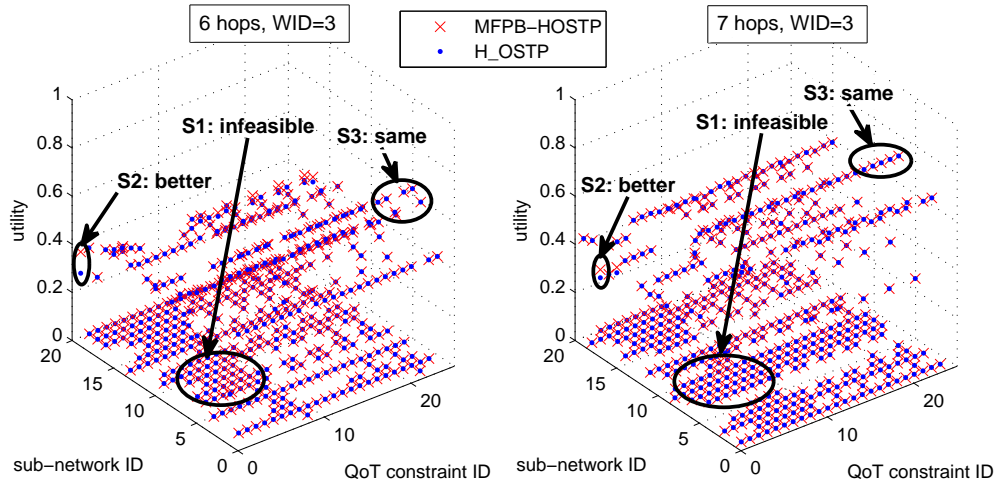 6 hops, WID=3
MFPB−HOSTP
H_OSTP
7 hops, WID=3
1
0.8
0.6
0.4
0.2
0
utility
S1: infeasible
S3: same
S2: better
20
15
10
5
0
sub−network ID
0
10
20
QoT constraint ID
1
0.8
0.6
0.4
0.2
0
utility
S3: same
S1: infeasible
S2: better
20
15
10
5
0
sub−network ID
0
10
20
QoT constraint ID